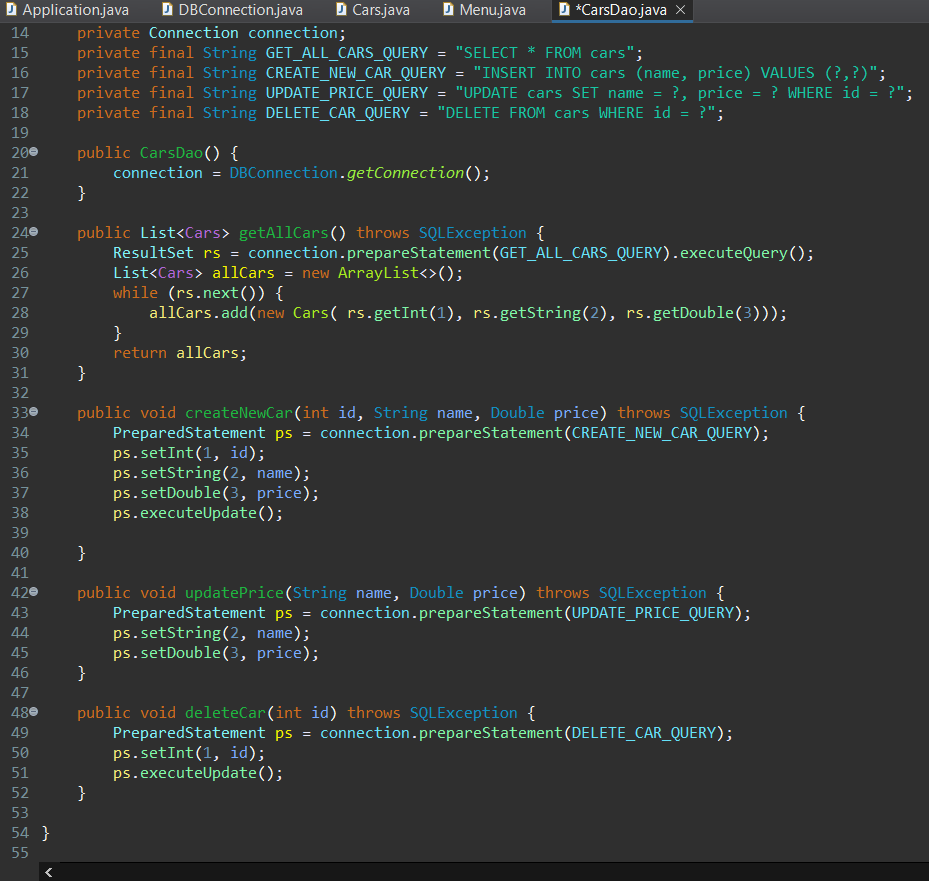 Application.java DBConnection.java Cars.java Menu.java *CarsDao.java
14 private Connection connection;
15 private final String GET_ALL_CARS_QUERY = "SELECT * FROM cars";
16 private final String CREATE_NEW_CAR_QUERY = "INSERT INTO cars (name, price) VALUES (?,?)";
17 private final String UPDATE_PRICE_QUERY = "UPDATE cars SET name = ?, price = ? WHERE id = ?";
18 private final String DELETE_CAR_QUERY = "DELETE FROM cars WHERE id = ?";
19
20 public CarsDao() {
21 connection = DBConnection.getConnection();
22 }
23
24 public List<Cars> getAllCars() throws SQLException {
25 ResultSet rs = connection.prepareStatement(GET_ALL_CARS_QUERY).executeQuery();
26 List<Cars> allCars = new ArrayList<>();
27 while (rs.next()) {
28 allCars.add(new Cars( rs.getInt(1), rs.getString(2), rs.getDouble(3)));
29 }
30 return allCars;
31 }
32
33 public void createNewCar(int id, String name, Double price) throws SQLException {
34 PreparedStatement ps = connection.prepareStatement(CREATE_NEW_CAR_QUERY);
35 ps.setInt(1, id);
36 ps.setString(2, name);
37 ps.setDouble(3, price);
38 ps.executeUpdate();
39
40 }
41
42 public void updatePrice(String name, Double price) throws SQLException {
43 PreparedStatement ps = connection.prepareStatement(UPDATE_PRICE_QUERY);
44 ps.setString(2, name);
45 ps.setDouble(3, price);
46 }
47
48 public void deleteCar(int id) throws SQLException {
49 PreparedStatement ps = connection.prepareStatement(DELETE_CAR_QUERY);
50 ps.setInt(1, id);
51 ps.executeUpdate();
52 }
53
54 }
55